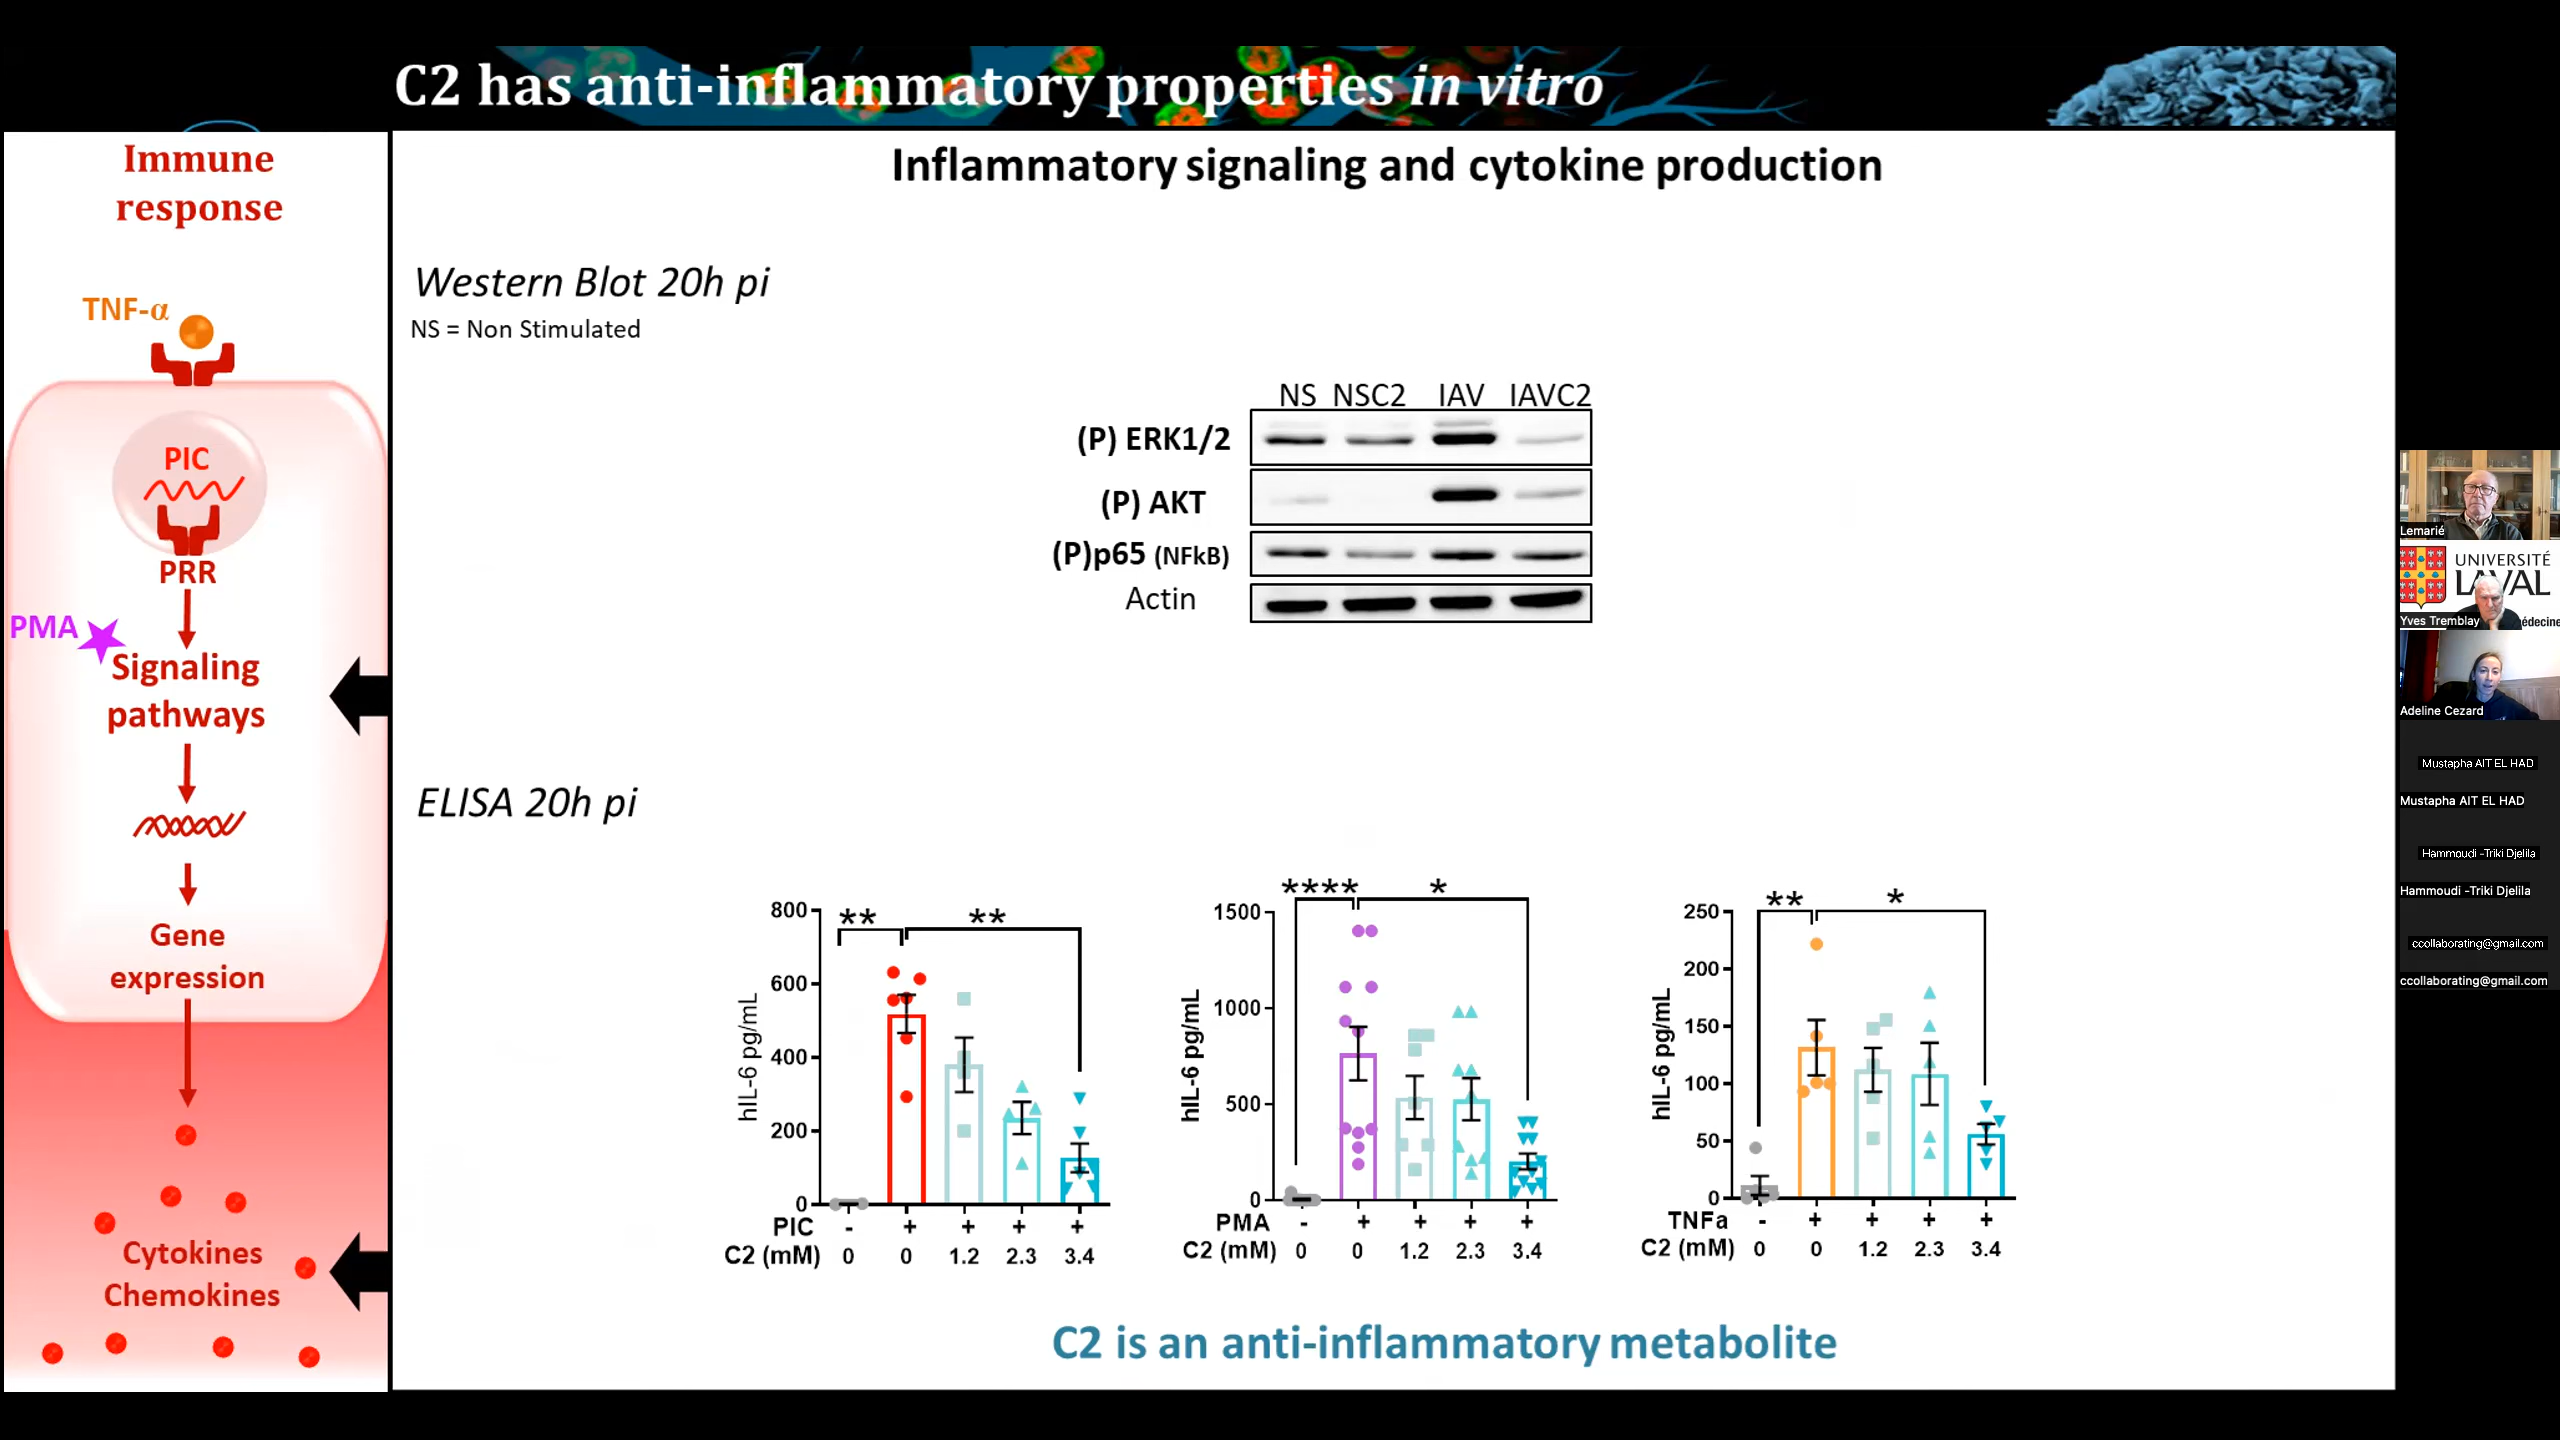 C2 has anti-inflammatory properties in vitro
Immune
response
TNF-α
PIC
PRR
PMA
Signaling
pathways
Gene
expression
Cytokines
Chemokines
Inflammatory signaling and cytokine production
Western Blot 20h pi
NS = Non Stimulated
NS NSC2 IAV IAVC2
(P) ERK1/2
(P) AKT
(P)p65 (NFkB)
Actin
ELISA 20h pi
** **
800
600
400
200
0
hIL-6 pg/mL
PIC - + + + +
C2 (mM) 0 0 1.2 2.3 3.4
**** *
1500
1000
500
0
hIL-6 pg/mL
PMA - + + + +
C2 (mM) 0 0 1.2 2.3 3.4
** *
250
200
150
100
50
0
hIL-6 pg/mL
TNFa - + + + +
C2 (mM) 0 0 1.2 2.3 3.4
C2 is an anti-inflammatory metabolite
Lemarié
UNIVERSITÉ
Yves Tremblay
édecine
Adeline Cezard
Mustapha AIT EL HAD
Mustapha AIT EL HAD
Hammoudi -Triki Djelila
Hammoudi -Triki Djelila
ccollaborating@gmail.com
ccollaborating@gmail.com